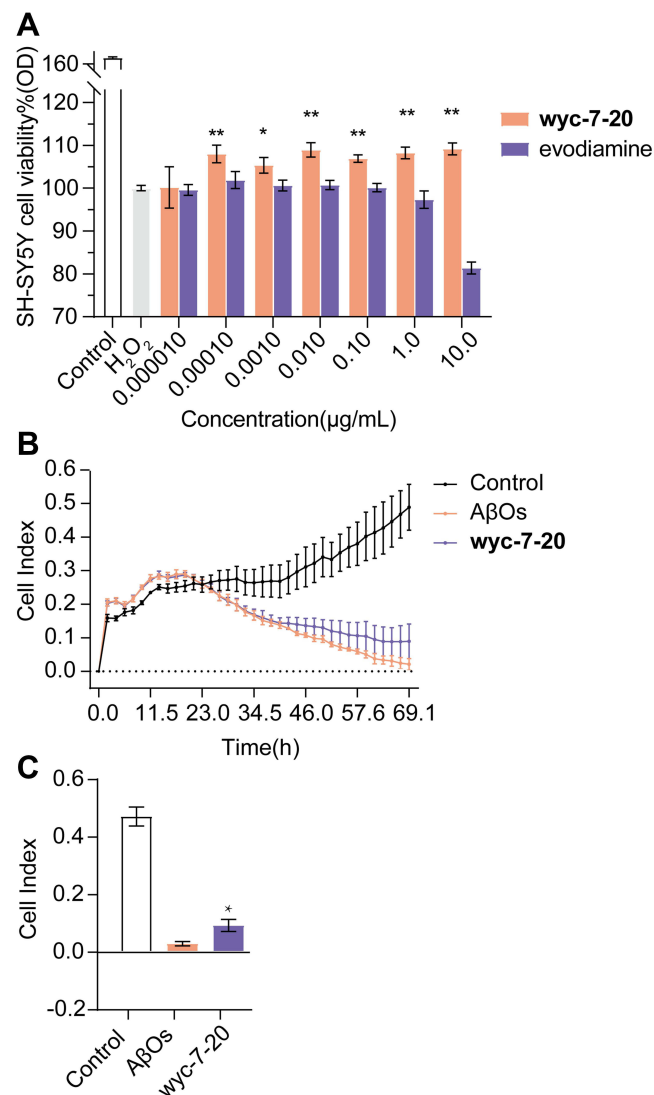 A
SH-SY5Y cell viability%(OD)
160
120
110
100
90
80
70
** * ** ** ** **
wyc-7-20
evodiamine
Control
H₂O₂
0.000010
0.00010
0.0010
0.010
0.10
1.0
10.0
Concentration(μg/mL)
B
Cell Index
0.6
0.5
0.4
0.3
0.2
0.1
0.0
Control
AβOs
wyc-7-20
0.0 11.5 23.0 34.5 46.0 57.6 69.1
Time(h)
C
Cell Index
0.6
0.4
0.2
0.0
-0.2
*
Control
AβOs
wyc-7-20